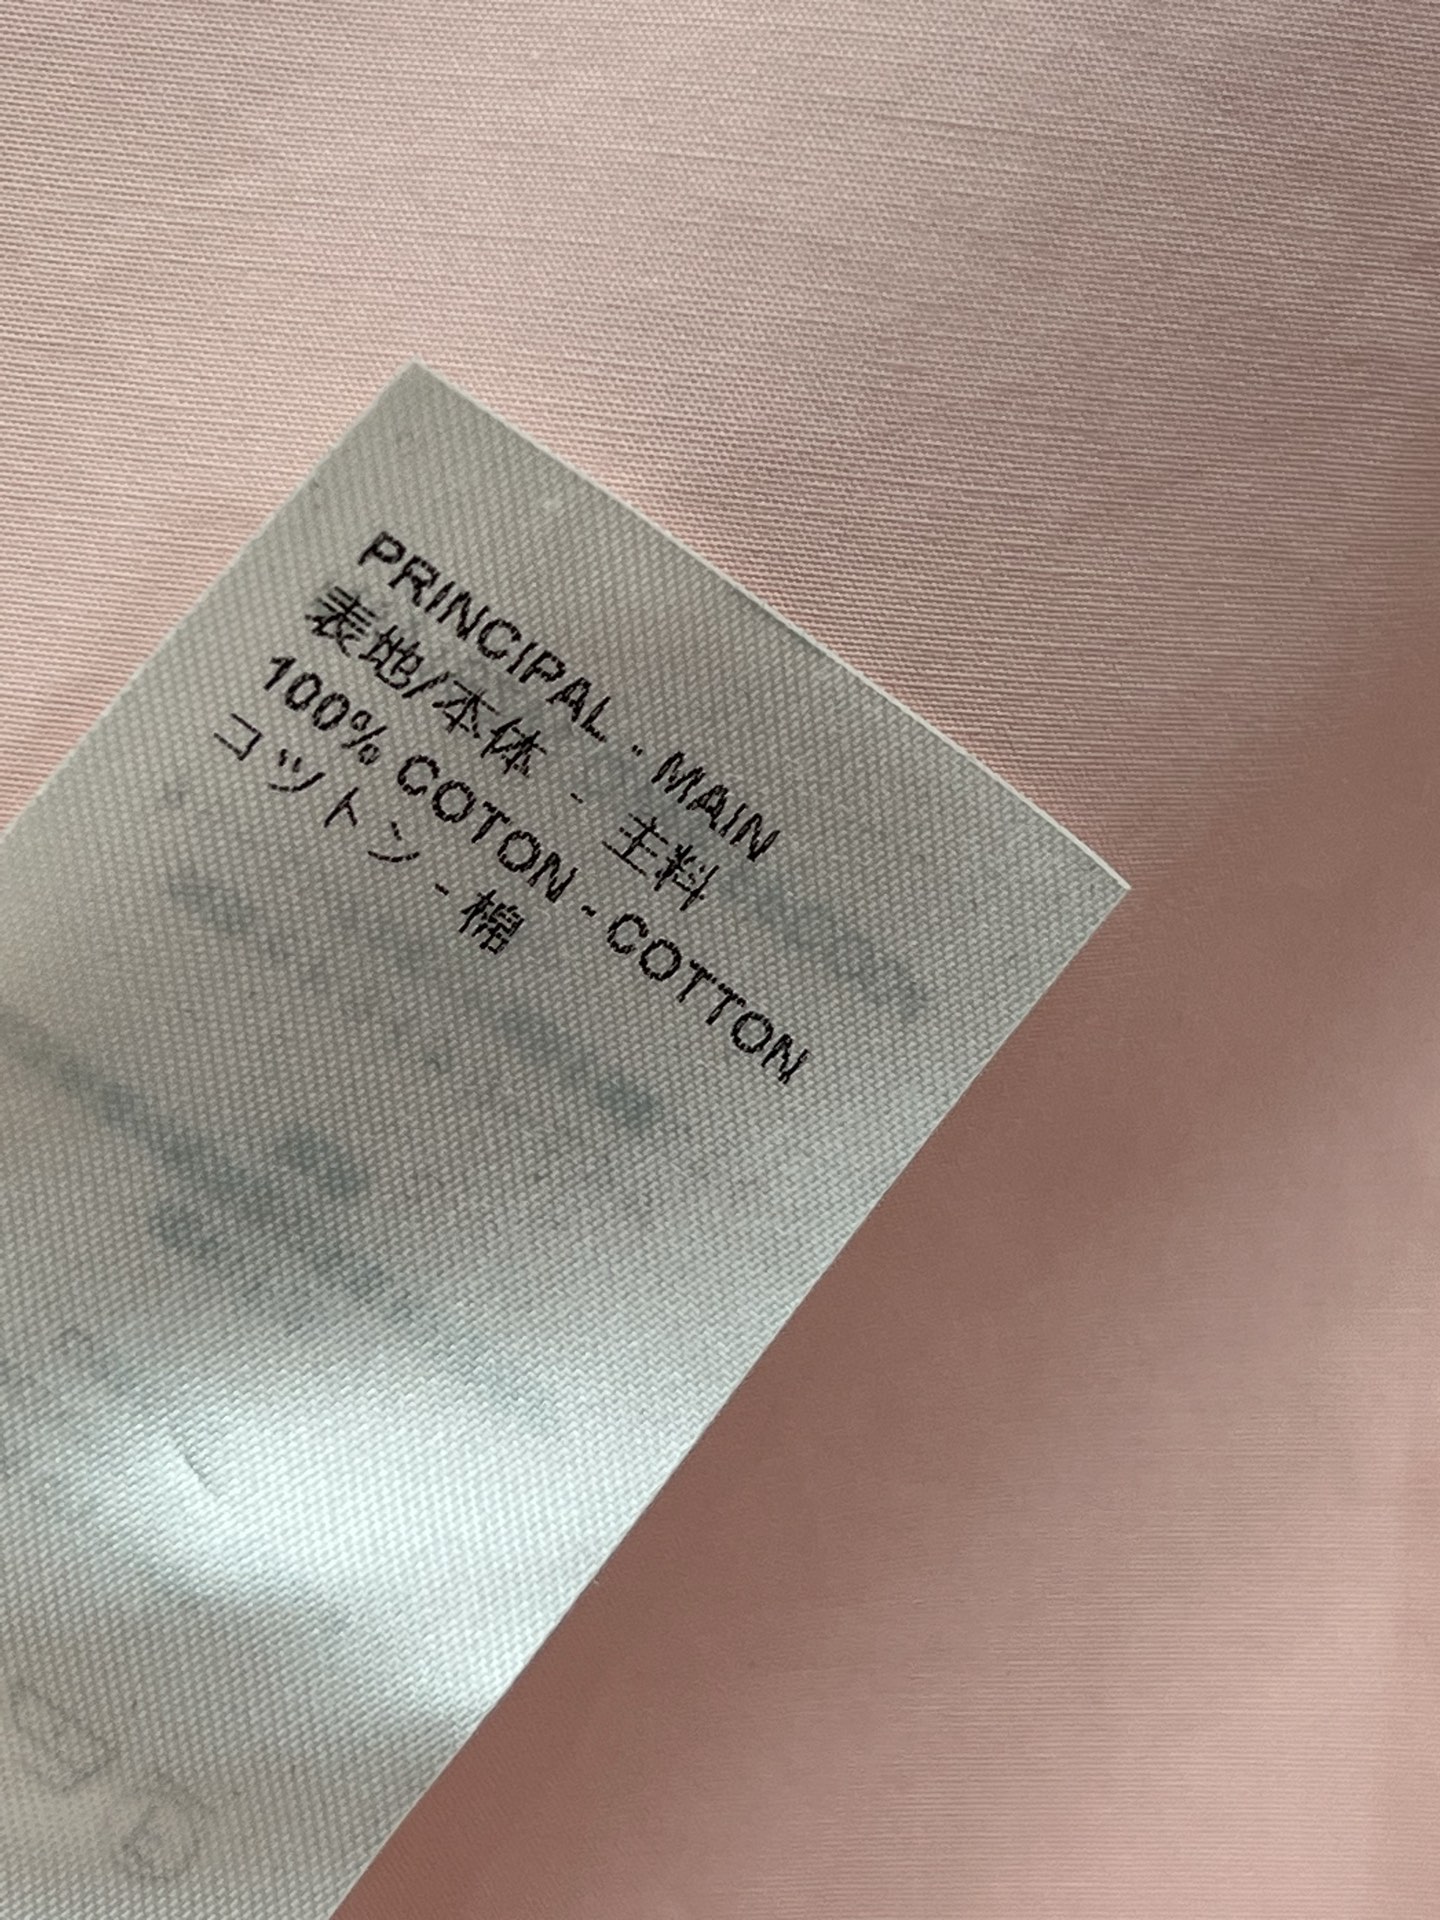 PRINCIPAL - MAIN
表地/本体 - 主料
100% COTON - COTTON
コットン - 棉